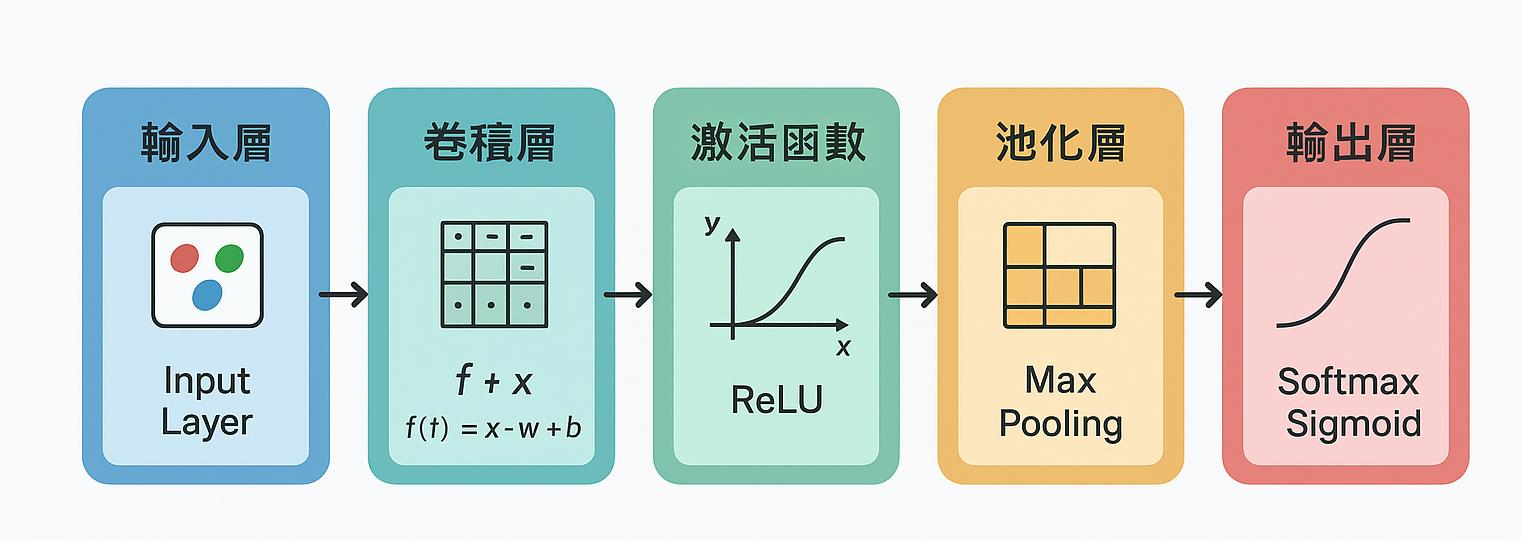 輸入層
Input
Layer
卷積層
f + x
f(t) = x - w + b
激活函數
y
x
ReLU
池化層
Max
Pooling
輸出層
Softmax
Sigmoid